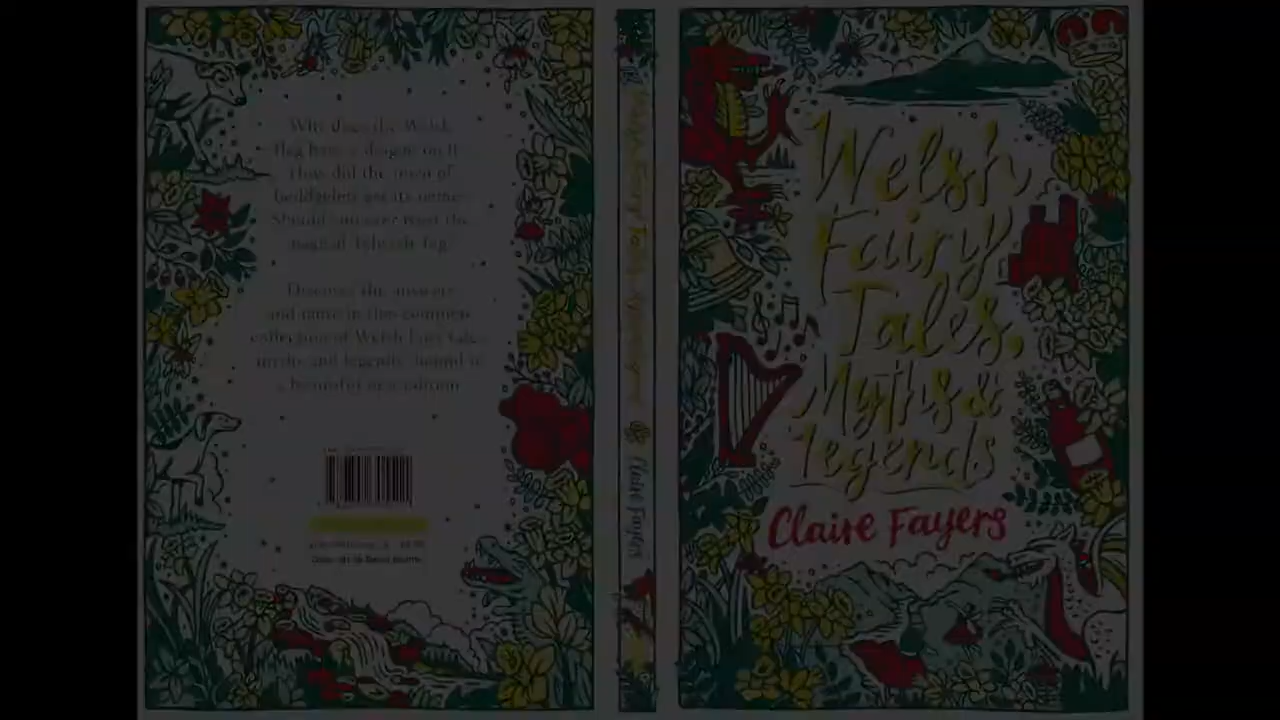 Why does the Welsh
flag have a dragon on it?
How did the town of
Beddgelert get its name?
Should you ever trust the
magical Tylwyth Teg?
Discover the answers
and more in this
collection of Welsh fairy tales,
myths and legends, bound in
a beautiful new edition.
Welsh Fairy Tales, Myths & Legends
Claire Fayers
Welsh
Fairy
Tales,
Myths &
Legends
Claire Fayers